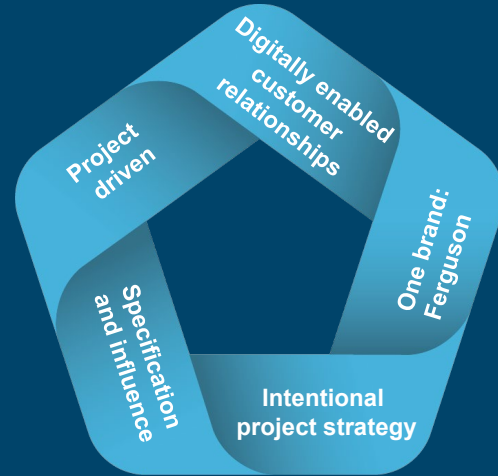 Digitally enabled
customer
relationships
One brand:
Ferguson
Intentional
project strategy
Specification
and influence
Project
driven